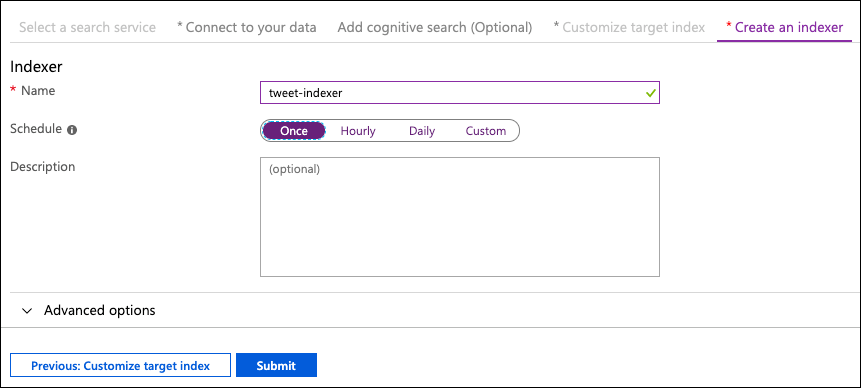 Select a search service * Connect to your data Add cognitive search (Optional) * Customize target index * Create an indexer
Indexer
* Name tweet-indexer
Schedule Once Hourly Daily Custom
Description (optional)
Advanced options
Previous: Customize target index Submit